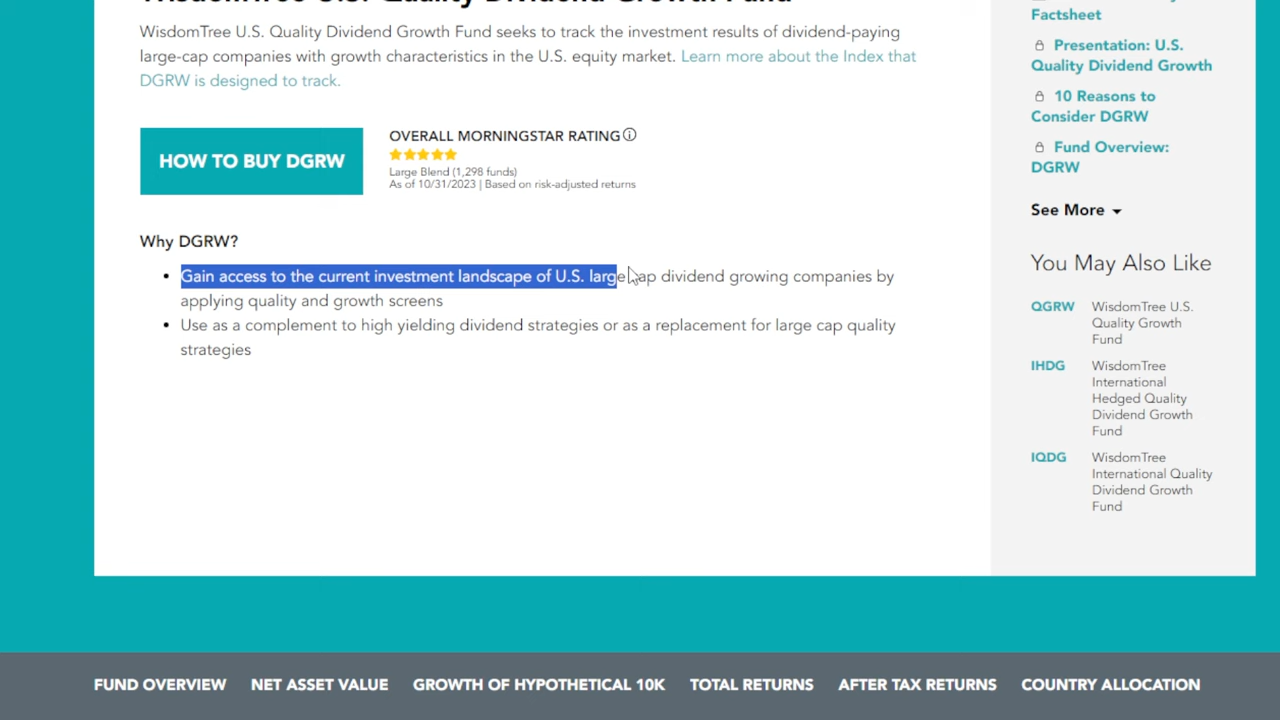 WisdomTree U.S. Quality Dividend Growth Fund
WisdomTree U.S. Quality Dividend Growth Fund seeks to track the investment results of dividend-paying
large-cap companies with growth characteristics in the U.S. equity market. Learn more about the Index that
DGRW is designed to track.
HOW TO BUY DGRW
OVERALL MORNINGSTAR RATING
Large Blend (1,298 funds)
As of 10/31/2023 | Based on risk-adjusted returns
Why DGRW?
• Gain access to the current investment landscape of U.S. large cap dividend growing companies by
applying quality and growth screens
• Use as a complement to high yielding dividend strategies or as a replacement for large cap quality
strategies
Factsheet
Presentation: U.S.
Quality Dividend Growth
10 Reasons to
Consider DGRW
Fund Overview:
DGRW
See More
You May Also Like
QGRW WisdomTree U.S.
Quality Growth
Fund
IHDG WisdomTree
International
Hedged Quality
Dividend Growth
Fund
IQDG WisdomTree
International Quality
Dividend Growth
Fund
FUND OVERVIEW NET ASSET VALUE GROWTH OF HYPOTHETICAL 10K TOTAL RETURNS AFTER TAX RETURNS COUNTRY ALLOCATION